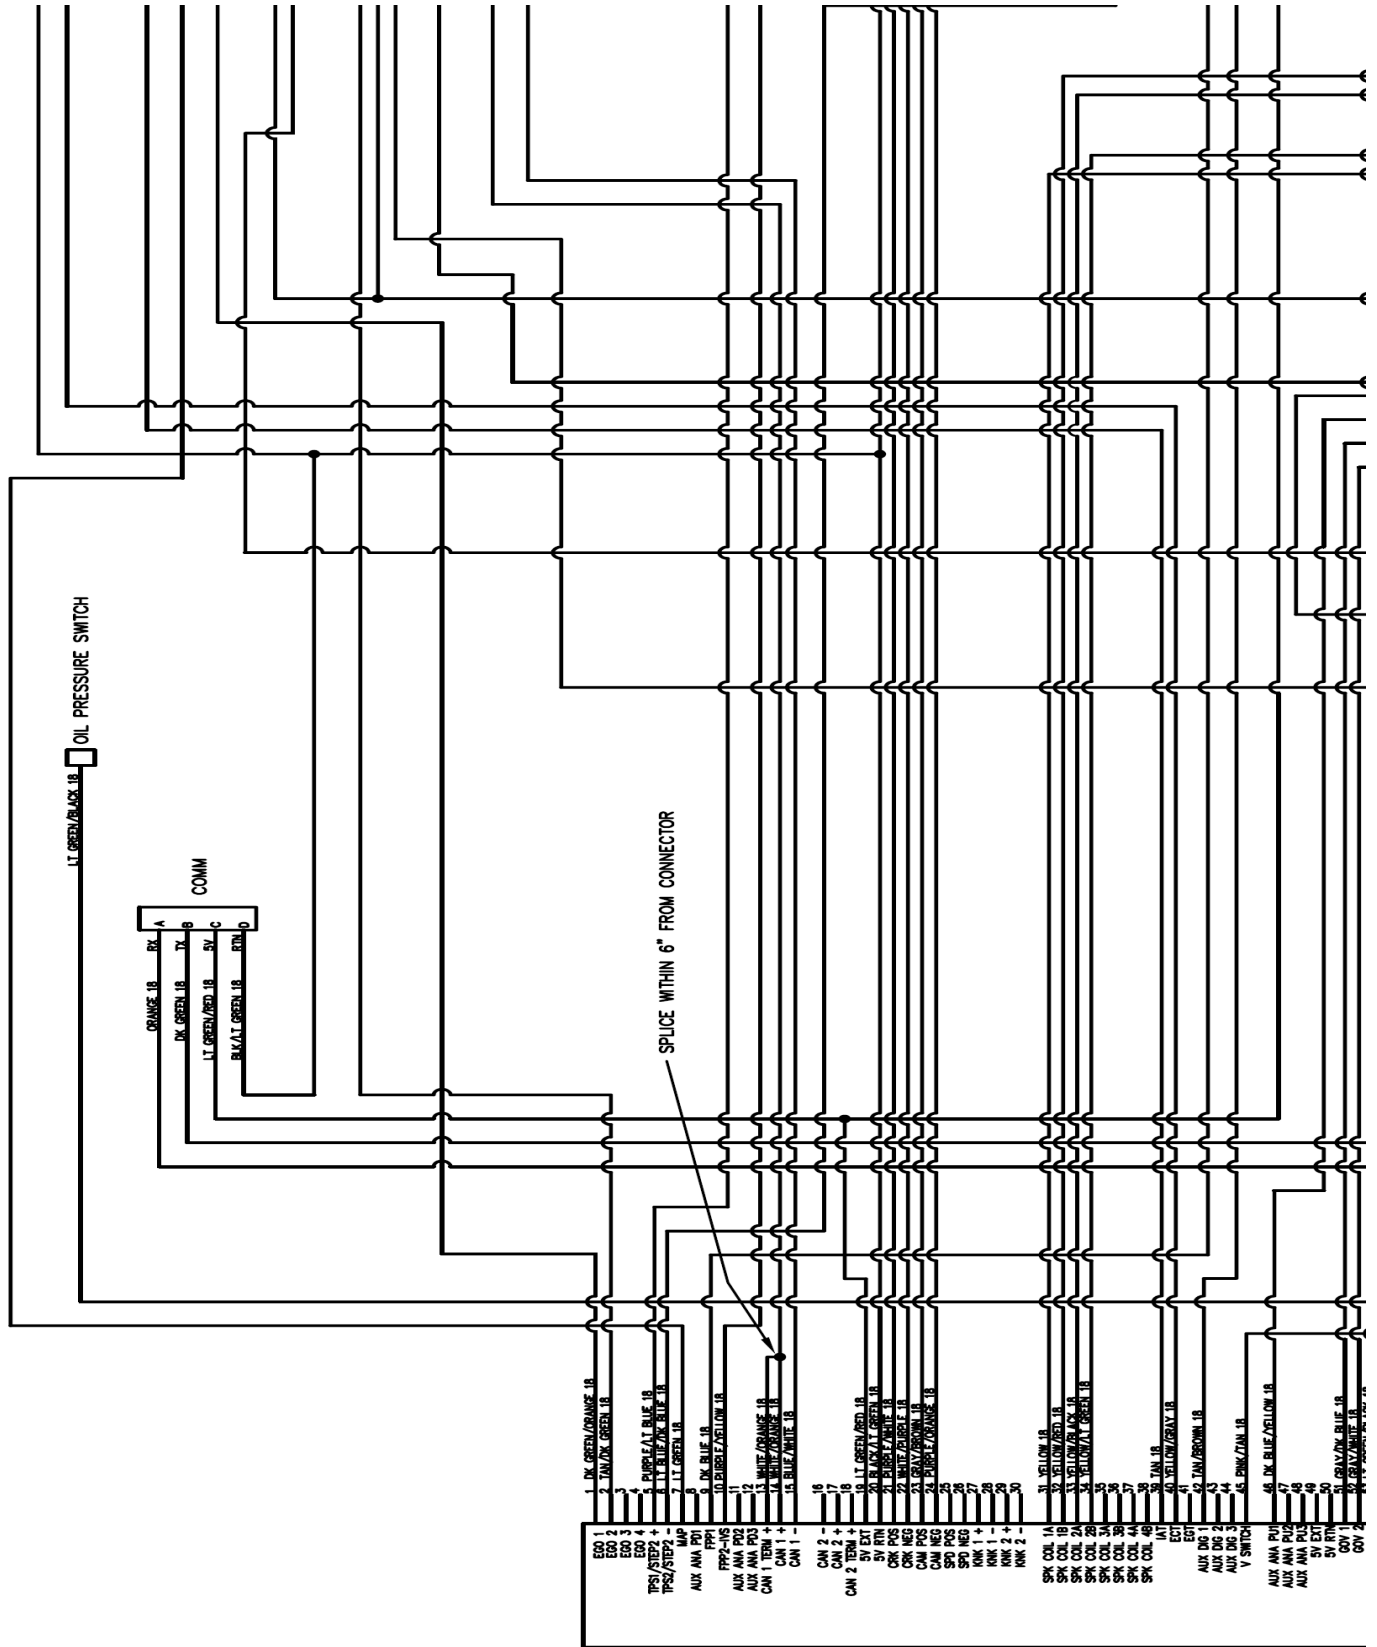 OIL PRESSURE SWITCH
LT GREEN/BLACK 18
COMM
A
B
C
D
RX
TX
5V
RTN
ORANGE 18
DK GREEN 18
LT GREEN/RED 18
BLK/LT GREEN 18
SPLICE WITHIN 6" FROM CONNECTOR
EGO 1 1 DK GREEN/ORANGE 18
EGO 2 2 TAN/DK GREEN 18
EGO 3 3
EGO 4 4
TPS1/STEP2 + 5 PURPLE/LT BLUE 18
TPS2/STEP2 - 6 LT BLUE/DK BLUE 18
MAP 7 LT GREEN 18
AUX ANA PD1 8
FPP1 9 DK BLUE 18
FPP2-IVS 10 PURPLE/YELLOW 18
AUX ANA PD2 11
AUX ANA PD3 12
CAN 1 TERM + 13 WHITE/ORANGE 18
CAN 1 + 14 WHITE/ORANGE 18
CAN 1 - 15 BLUE/WHITE 18
CAN 2 - 16
CAN 2 + 17
CAN 2 TERM + 18
5V EXT 19 LT GREEN/RED 18
5V RTN 20 BLACK/LT GREEN 18
CRK POS 21 PURPLE/WHITE 18
CRK NEG 22 WHITE/PURPLE 18
CAM POS 23 GRAY/BROWN 18
CAM NEG 24 PURPLE/ORANGE 18
SPD POS 25
SPD NEG 26
KNK 1 + 27
KNK 1 - 28
KNK 2 + 29
KNK 2 - 30
SPK COIL 1A 31 YELLOW 18
SPK COIL 1B 32 YELLOW/RED 18
SPK COIL 2A 33 YELLOW/BLACK 18
SPK COIL 2B 34 YELLOW/LT GREEN 18
SPK COIL 3A 35
SPK COIL 3B 36
SPK COIL 4A 37
SPK COIL 4B 38
IAT 39 TAN 18
ECT 40 YELLOW/GRAY 18
EGT 41
AUX DIG 1 42 TAN/BROWN 18
AUX DIG 2 43
AUX DIG 3 44
V SWITCH 45 PINK/TAN 18
AUX ANA PU1 46 DK BLUE/YELLOW 18
AUX ANA PU2 47
AUX ANA PU3 48
5V EXT 49
5V RTN 50
GOV 1 51 GRAY/DK BLUE 18
GOV 2 52 GRAY/WHITE 18